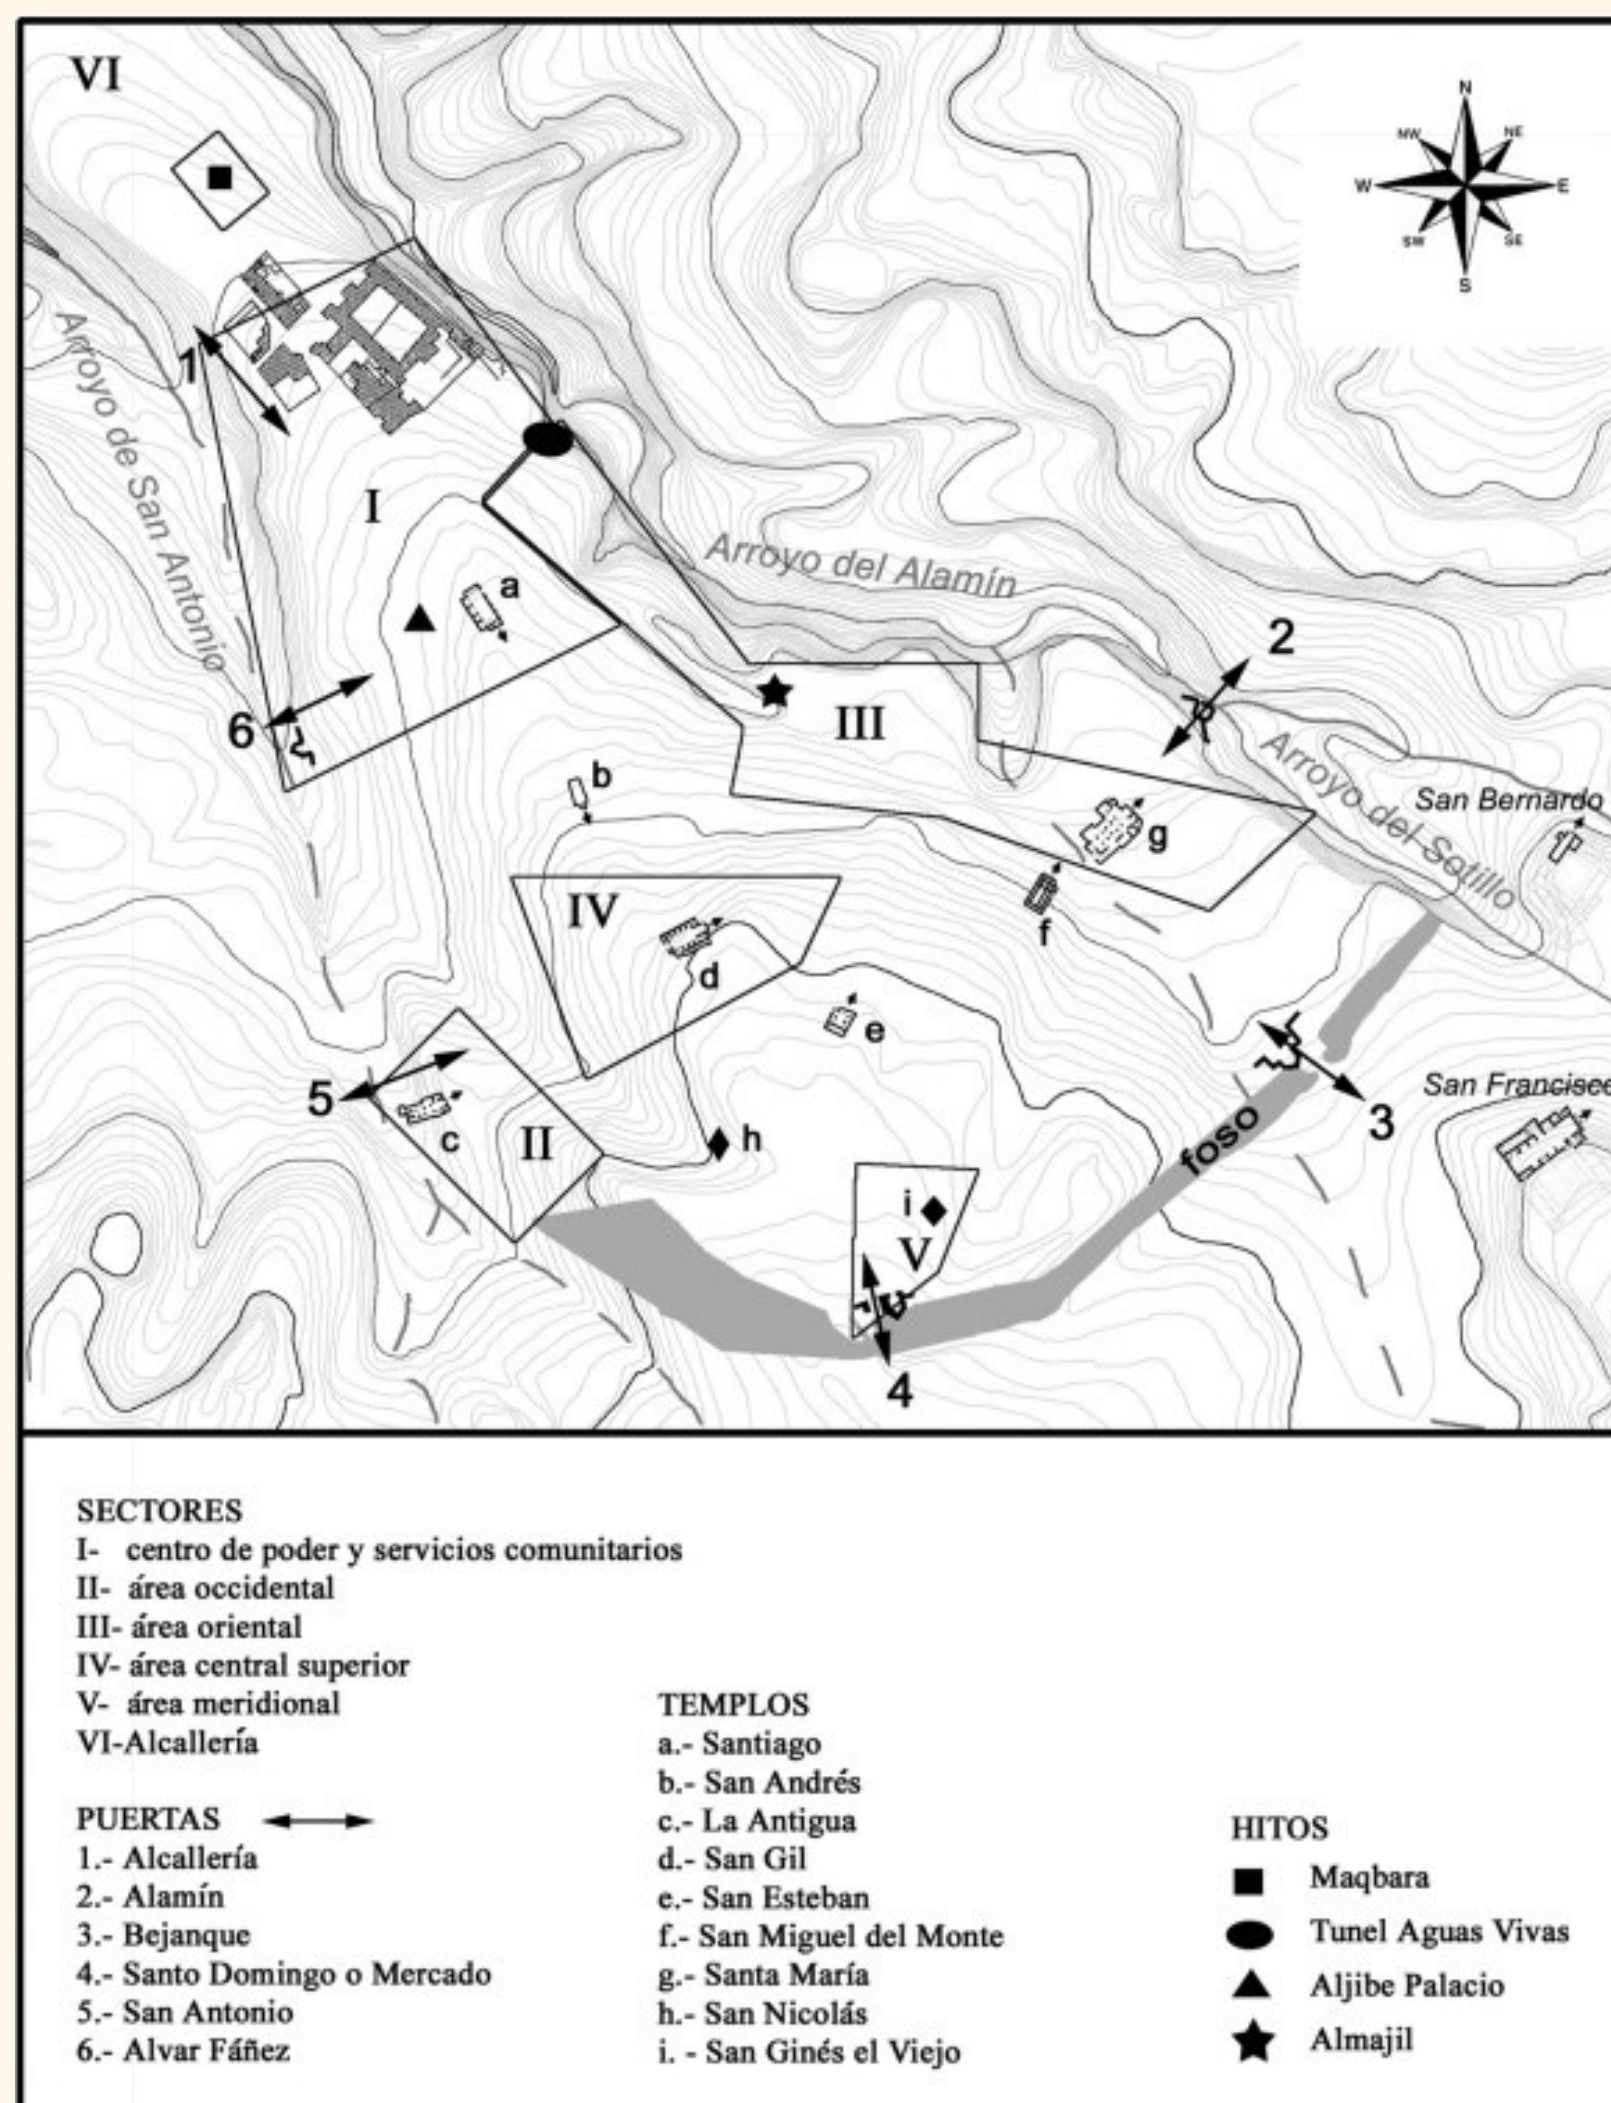 VI
N
NW
NE
W
E
SW
SE
S
1
Arroyo de San Antonio
I
a
Arroyo del Alamín
2
6
III
b
Arroyo del Sotillo
San Bernardo
g
IV
f
d
e
5
c
II
h
San Francisco
3
foso
i
V
4
SECTORES
I- centro de poder y servicios comunitarios
II- área occidental
III- área oriental
IV- área central superior
V- área meridional
VI-Alcallería
PUERTAS
1.- Alcallería
2.- Alamín
3.- Bejanque
4.- Santo Domingo o Mercado
5.- San Antonio
6.- Alvar Fáñez
TEMPLOS
a.- Santiago
b.- San Andrés
c.- La Antigua
d.- San Gil
e.- San Esteban
f.- San Miguel del Monte
g.- Santa María
h.- San Nicolás
i. - San Ginés el Viejo
HITOS
Maqbara
Tunel Aguas Vivas
Aljibe Palacio
Almajil